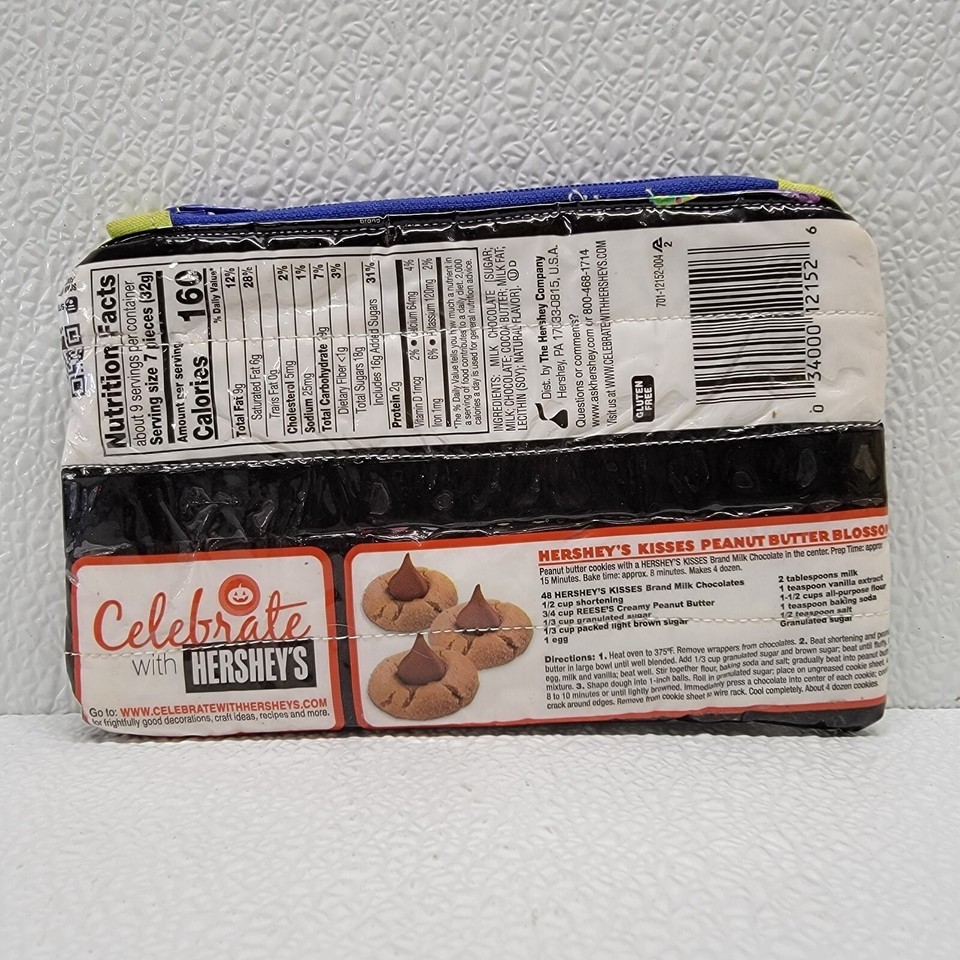 Nutrition Facts
about 9 servings per container
Serving size 7 pieces (32g)
Amount per serving
Calories 160
% Daily Value*
Total Fat 9g 12%
Saturated Fat 6g 28%
Trans Fat 0g
Cholesterol 5mg 2%
Sodium 25mg 1%
Total Carbohydrate 19g 7%
Dietary Fiber <1g 3%
Total Sugars 18g
Includes 16g Added Sugars 31%
Protein 2g
Vitamin D 1mcg 2% • Calcium 64mg 4%
Iron 1mg 6% • Potassium 120mg 2%
*The % Daily Value tells you how much a nutrient in
a serving of food contributes to a daily diet. 2,000
calories a day is used for general nutrition advice.
INGREDIENTS: MILK CHOCOLATE [SUGAR;
MILK; CHOCOLATE; COCOA BUTTER; MILK FAT;
LECITHIN (SOY); NATURAL FLAVOR]. U D
Dist. by The Hershey Company
Hershey, PA 17033-0815, U.S.A.
Questions or comments?
www.askhershey.com or 800-468-1714
Visit us at WWW.CELEBRATEWITHHERSHEYS.COM
GLUTEN
FREE
701-12152-004
2
0 34000 12152 6
Celebrate
with HERSHEY'S
Go to: WWW.CELEBRATEWITHHERSHEYS.COM
for frightfully good decorations, craft ideas, recipes and more.
HERSHEY'S KISSES PEANUT BUTTER BLOSSO
Peanut butter cookies with a HERSHEY'S KISSES Brand Milk Chocolate in the center. Prep Time: approx
15 Minutes. Bake time: approx. 8 minutes. Makes 4 dozen.
48 HERSHEY'S KISSES Brand Milk Chocolates
1/2 cup shortening
3/4 cup REESE'S Creamy Peanut Butter
1/3 cup granulated sugar
1/3 cup packed light brown sugar
1 egg
2 tablespoons milk
1 teaspoon vanilla extract
1-1/2 cups all-purpose flour
1 teaspoon baking soda
1/2 teaspoon salt
Granulated sugar
Directions: 1. Heat oven to 375°F. Remove wrappers from chocolates. 2. Beat shortening and peanut
butter in large bowl until well blended. Add 1/3 cup granulated sugar and brown sugar; beat until fluffy
egg, milk and vanilla; beat well. Stir together flour, baking soda and salt; gradually beat into peanut
mixture. 3. Shape dough into 1-inch balls. Roll in granulated sugar; place on ungreased cookie sheet.
8 to 10 minutes or until lightly browned. Immediately press a chocolate into center of each cookie;
crack around edges. Remove from cookie sheet to wire rack. Cool completely. About 4 dozen cookies.